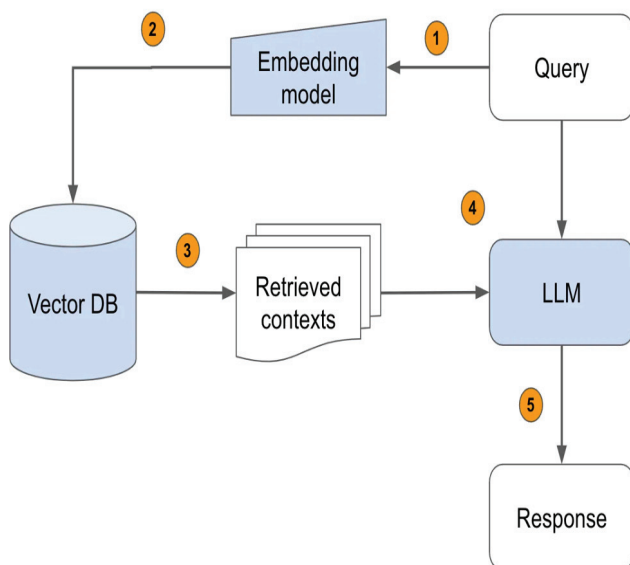 2
1
Embedding
model
Query
4
3
Vector DB
Retrieved
contexts
LLM
5
Response